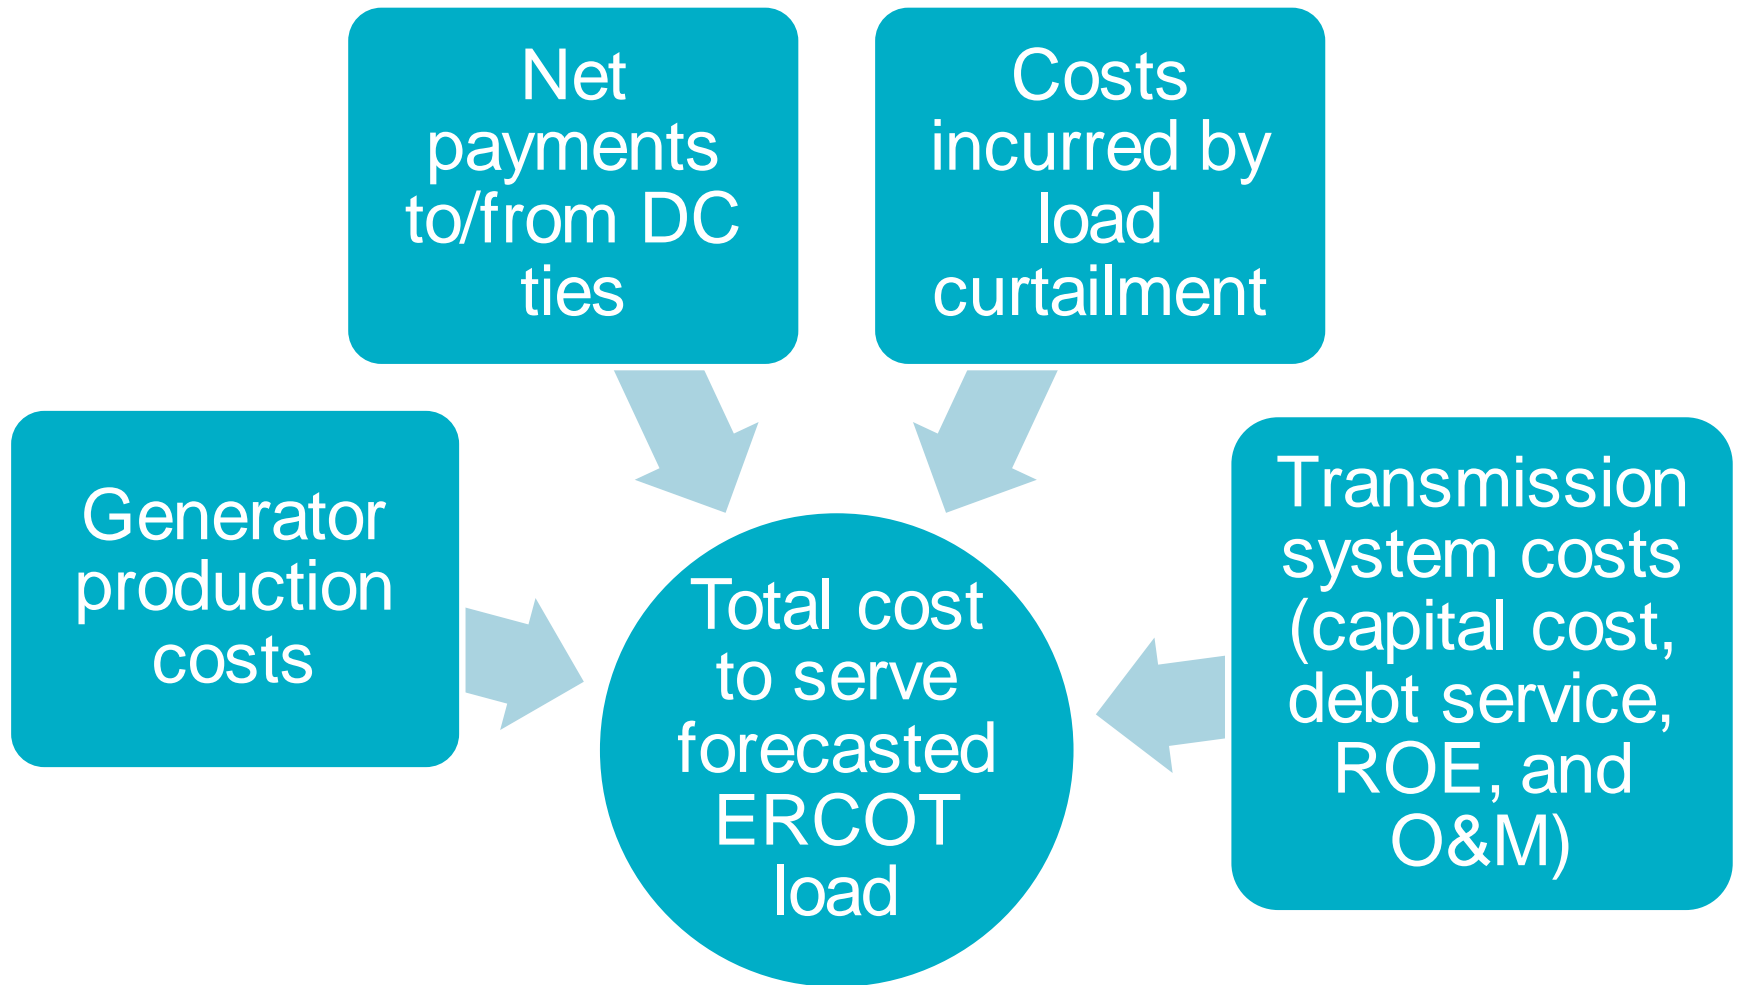 Net
payments
to/from DC
ties
Costs
incurred by
load
curtailment
Generator
production
costs
Total cost
to serve
forecasted
ERCOT
load
Transmission
system costs
(capital cost,
debt service,
ROE, and
O&M)